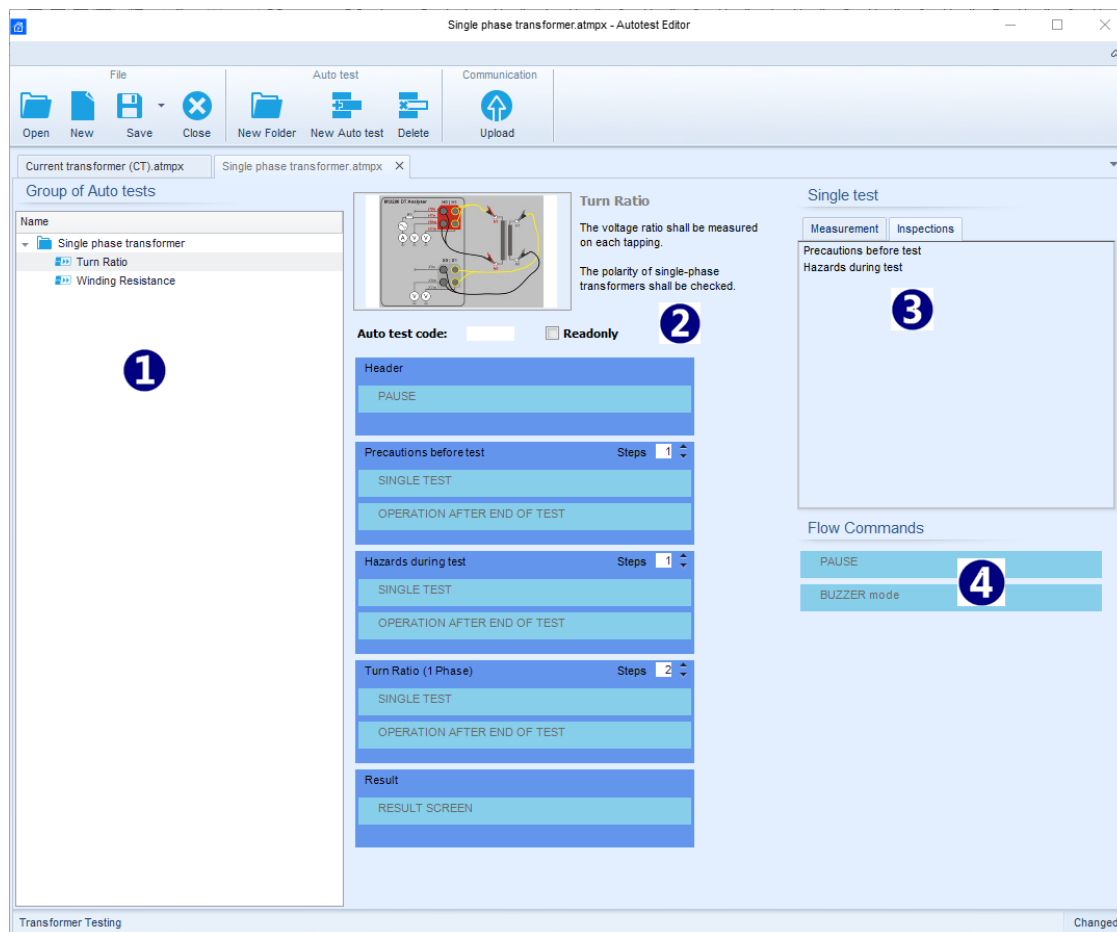 Single phase transformer.atmpx - Autotest Editor
File
Auto test
Communication
Open New Save Close New Folder New Auto test Delete Upload
Current transformer (CT).atmpx Single phase transformer.atmpx
Group of Auto tests
Name
Single phase transformer
Turn Ratio
Winding Resistance
1
Turn Ratio
The voltage ratio shall be measured
on each tapping.
The polarity of single-phase
transformers shall be checked.
Auto test code: Readonly
2
Header
PAUSE
Precautions before test Steps 1
SINGLE TEST
OPERATION AFTER END OF TEST
Hazards during test Steps 1
SINGLE TEST
OPERATION AFTER END OF TEST
Turn Ratio (1 Phase) Steps 2
SINGLE TEST
OPERATION AFTER END OF TEST
Result
RESULT SCREEN
Single test
Measurement Inspections
Precautions before test
Hazards during test
3
Flow Commands
PAUSE
BUZZER mode
4
Transformer Testing Changed